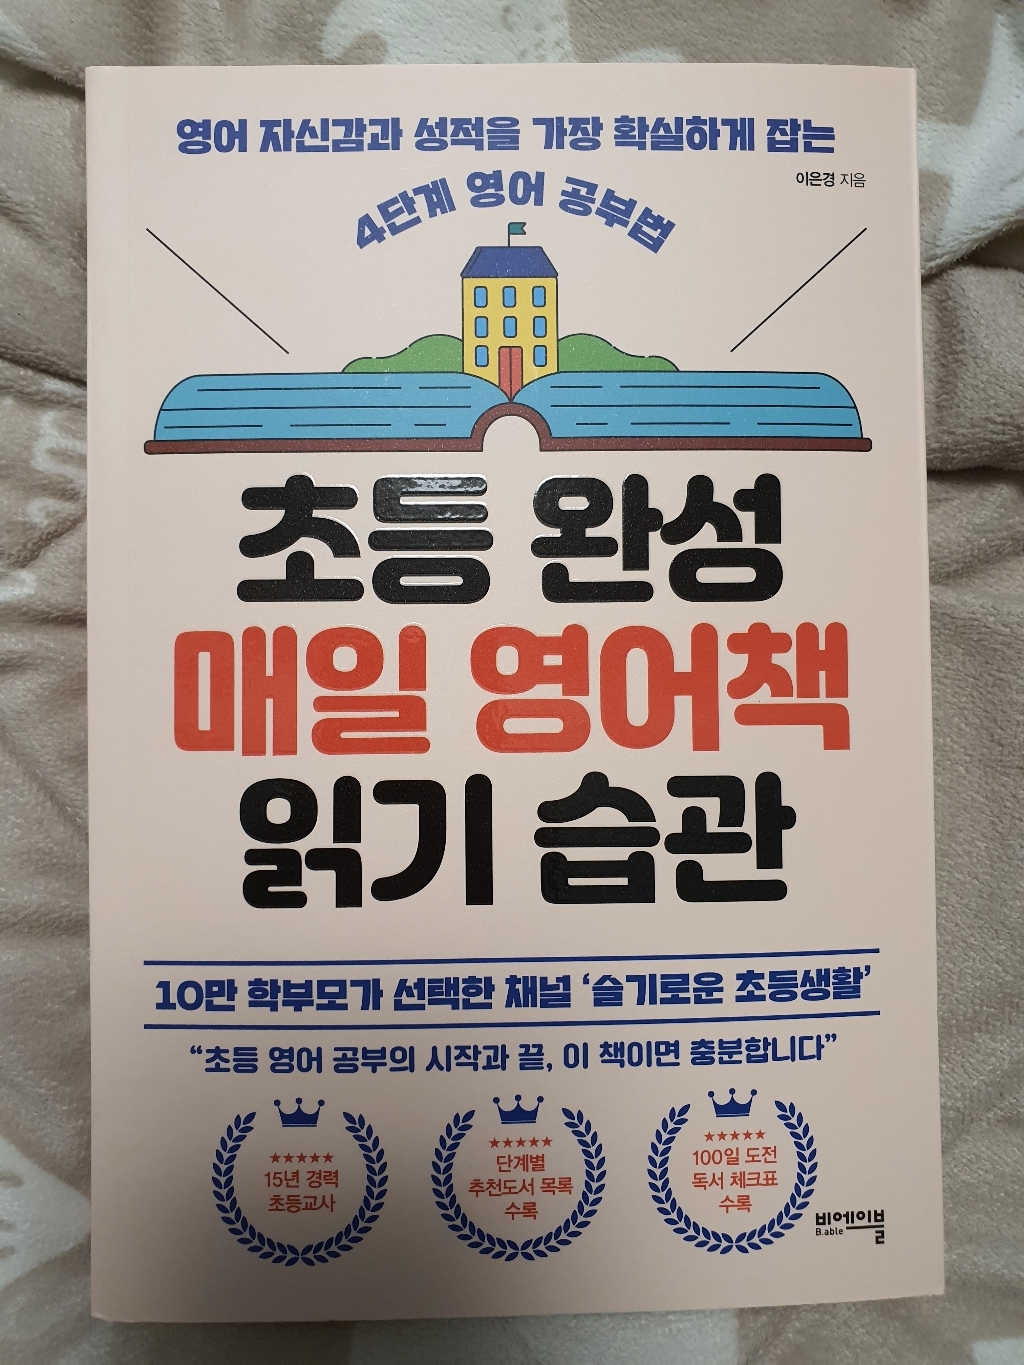 영어 자신감과 성적을 가장 확실하게 잡는
이은경 지음
4단계 영어 공부법
초등 완성
매일 영어책
읽기 습관
10만 학부모가 선택한 채널 ‘슬기로운 초등생활’
“초등 영어 공부의 시작과 끝, 이 책이면 충분합니다”
★★★★★
15년 경력
초등교사
★★★★★
단계별
추천도서 목록
수록
★★★★★
100일 도전
독서 체크표
수록
비에이블
B.able